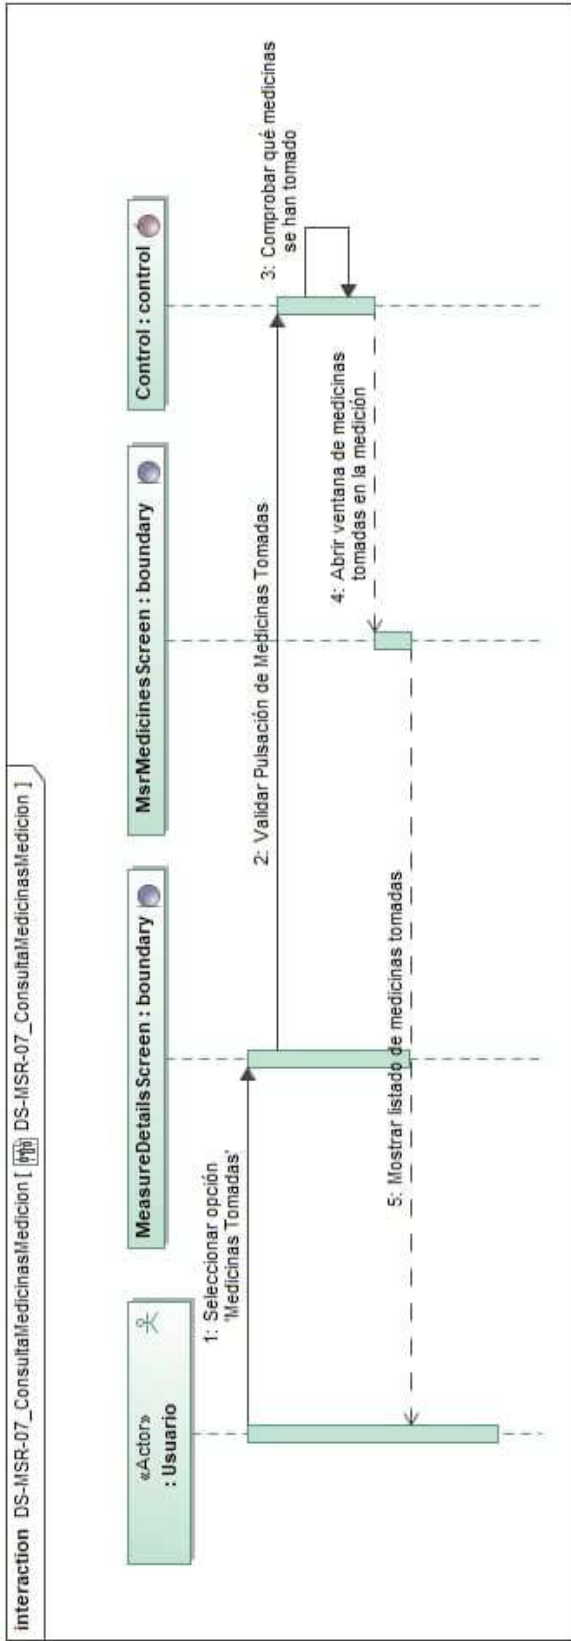 interaction DS-MSR-07_ConsultaMedicinasMedicion [ DS-MSR-07_ConsultaMedicinasMedicion ]
«Actor»
: Usuario
MeasureDetailsScreen : boundary
MsrMedicinesScreen : boundary
Control : control
1: Seleccionar opción
'Medicinas Tomadas'
2: Validar Pulsación de Medicinas Tomadas
3: Comprobar qué medicinas
se han tomado
4: Abrir ventana de medicinas
tomadas en la medición
5: Mostrar listado de medicinas tomadas